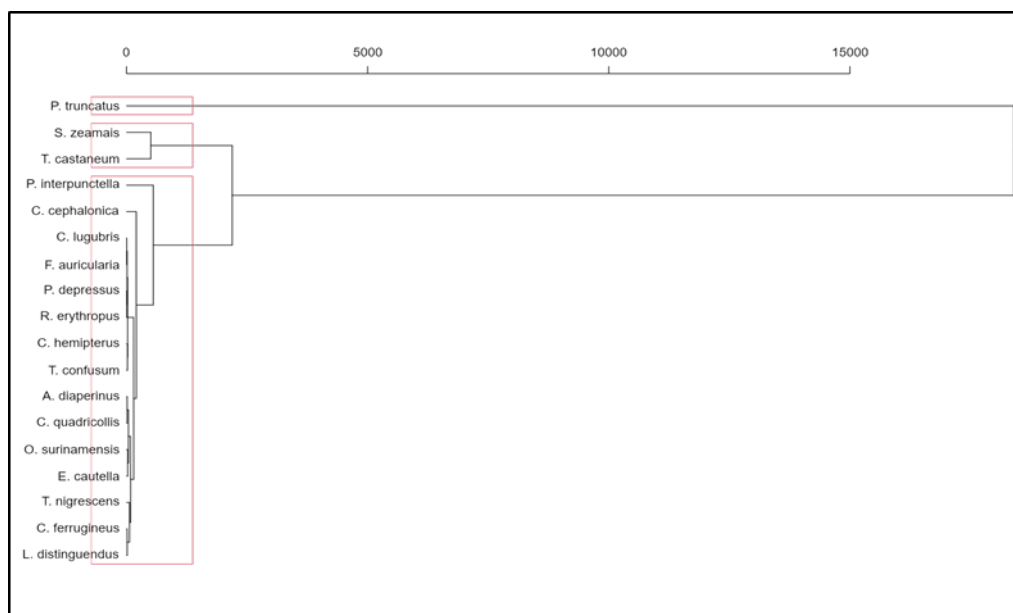 0 5000 10000 15000
P. truncatus
S. zeamais
T. castaneum
P. interpunctella
C. cephalonica
C. lugubris
F. auricularia
P. depressus
R. erythropus
C. hemipterus
T. confusum
A. diaperinus
C. quadricollis
O. surinamensis
E. cautella
T. nigrescens
C. ferrugineus
L. distinguendus